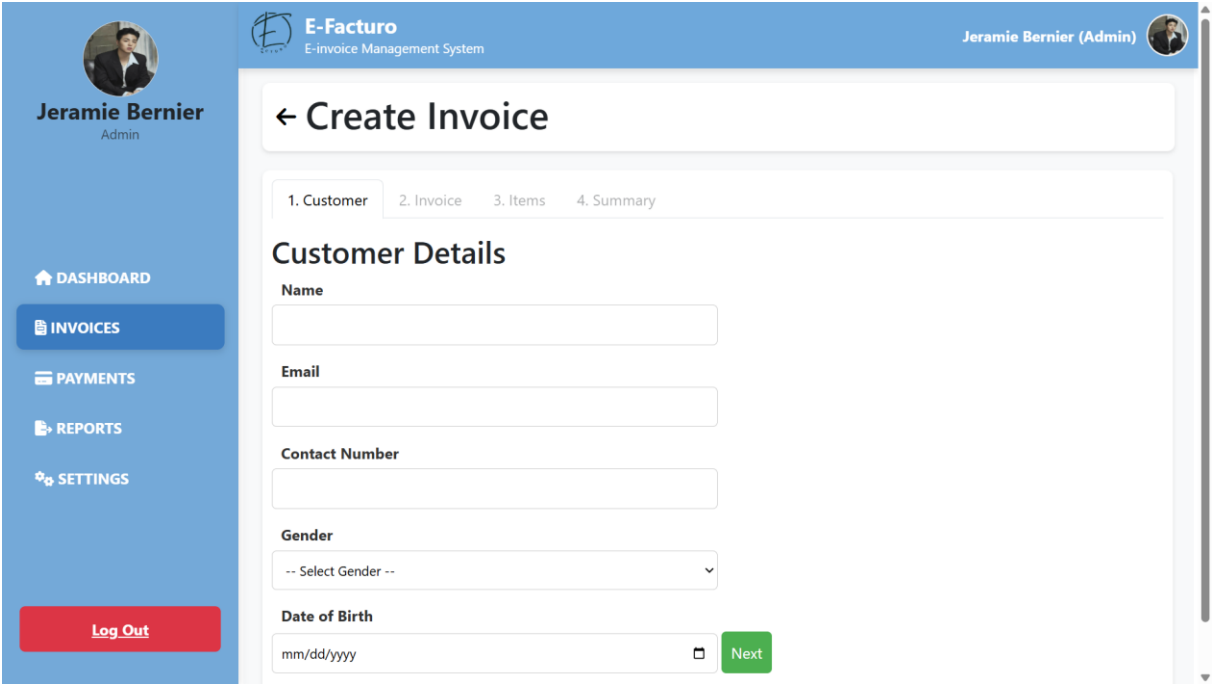 Jeramie Bernier
Admin
DASHBOARD
INVOICES
PAYMENTS
REPORTS
SETTINGS
Log Out
E-Facturo
E-invoice Management System
Jeramie Bernier (Admin)
Create Invoice
1. Customer 2. Invoice 3. Items 4. Summary
Customer Details
Name
Email
Contact Number
Gender
-- Select Gender --
Date of Birth
mm/dd/yyyy
Next